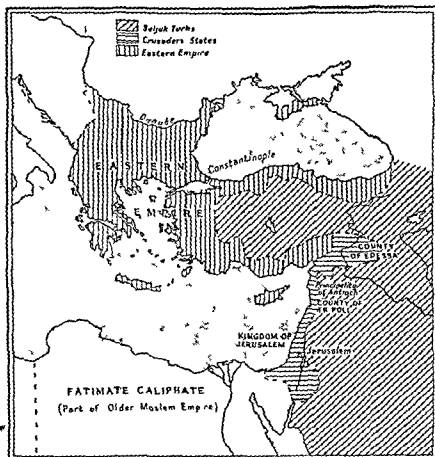 Seljuk Turks
Crusaders States
Eastern Empire
Danube
EASTERN
Constantinople
EMPIRE
COUNTY
OF EDESSA
Principality
of Antioch
COUNTY OF
KINGDOM OF
JERUSALEM
Jerusalem
FATIMATE CALIPHATE
(Part of Older Moslem Empire)